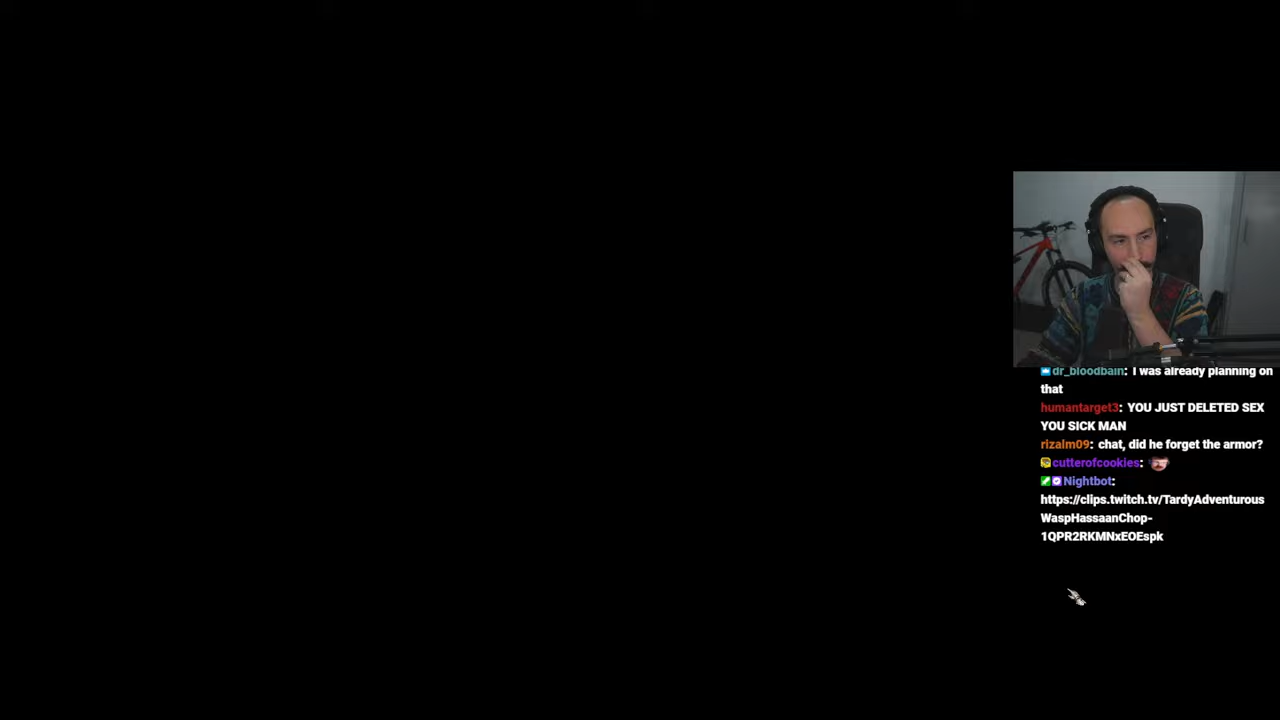 dr_bloodbain: I was already planning on
that
humantarget3: YOU JUST DELETED SEX
YOU SICK MAN
rizalm09: chat, did he forget the armor?
cutterofcookies:
Nightbot:
https://clips.twitch.tv/TardyAdventurous
WaspHassaanChop-
1QPR2RKMNxEOEspk